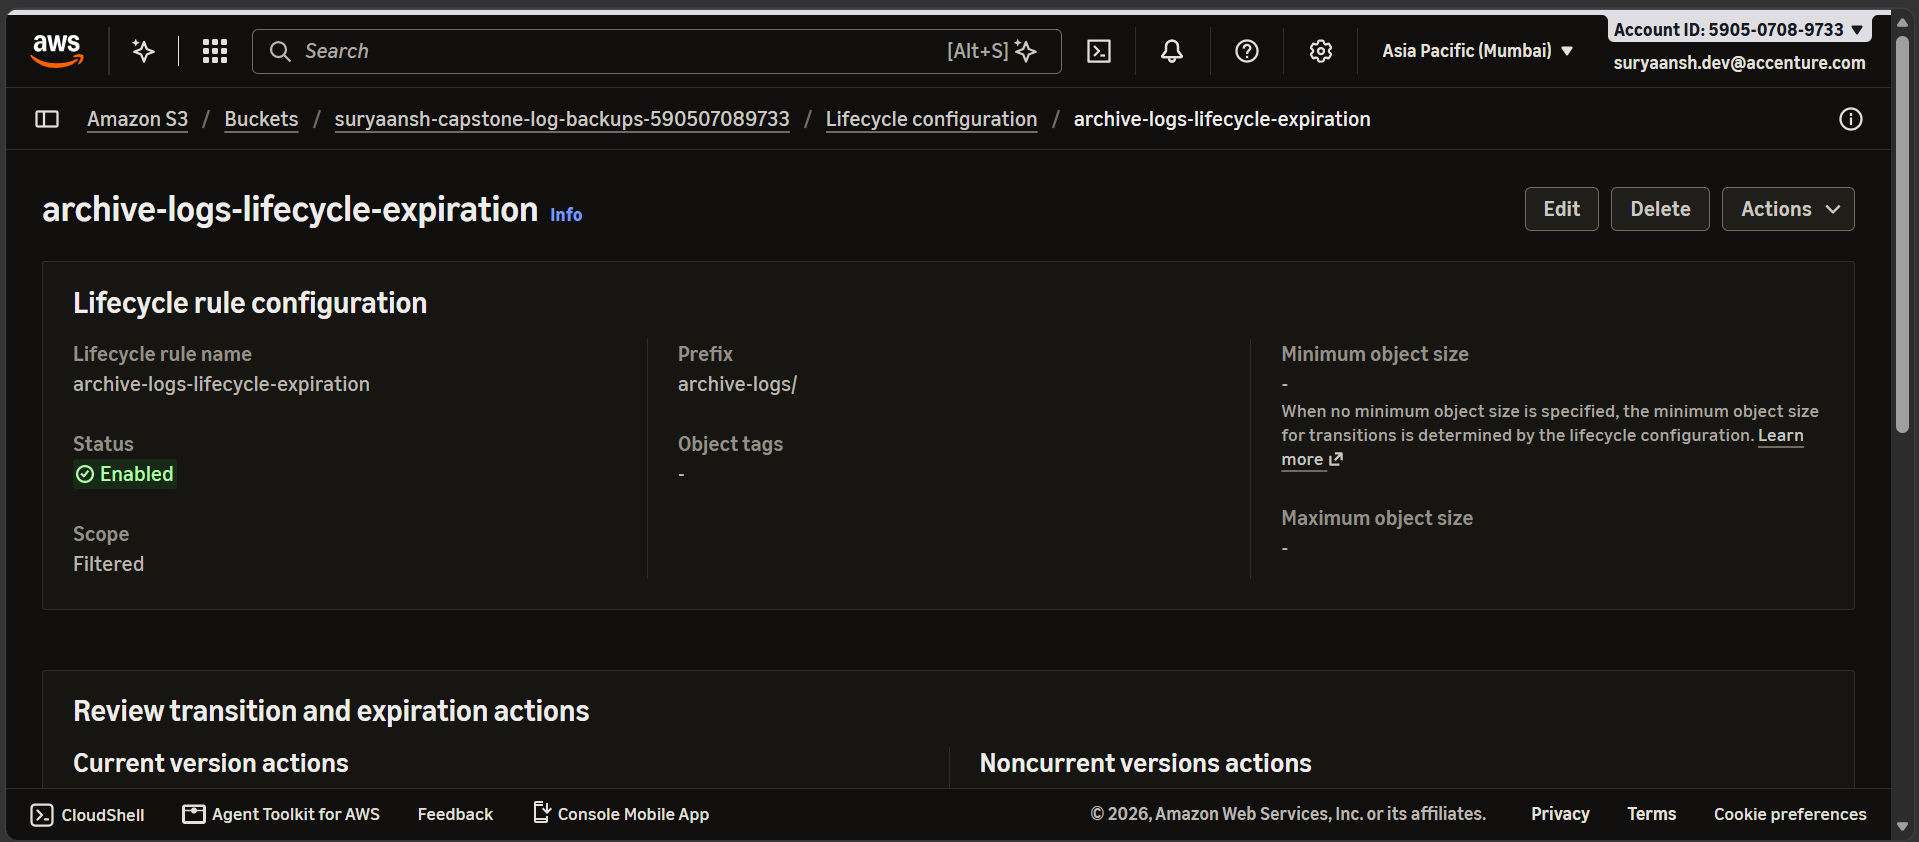 aws
Search
[Alt+S]
Asia Pacific (Mumbai)
Account ID: 5905-0708-9733
suryaansh.dev@accenture.com
Amazon S3 / Buckets / suryaansh-capstone-log-backups-590507089733 / Lifecycle configuration / archive-logs-lifecycle-expiration
archive-logs-lifecycle-expiration Info
Edit
Delete
Actions
Lifecycle rule configuration
Lifecycle rule name
archive-logs-lifecycle-expiration
Status
Enabled
Scope
Filtered
Prefix
archive-logs/
Object tags
-
Minimum object size
-
When no minimum object size is specified, the minimum object size
for transitions is determined by the lifecycle configuration. Learn
more
Maximum object size
-
Review transition and expiration actions
Current version actions
Noncurrent versions actions
CloudShell
Agent Toolkit for AWS
Feedback
Console Mobile App
© 2026, Amazon Web Services, Inc. or its affiliates.
Privacy
Terms
Cookie preferences